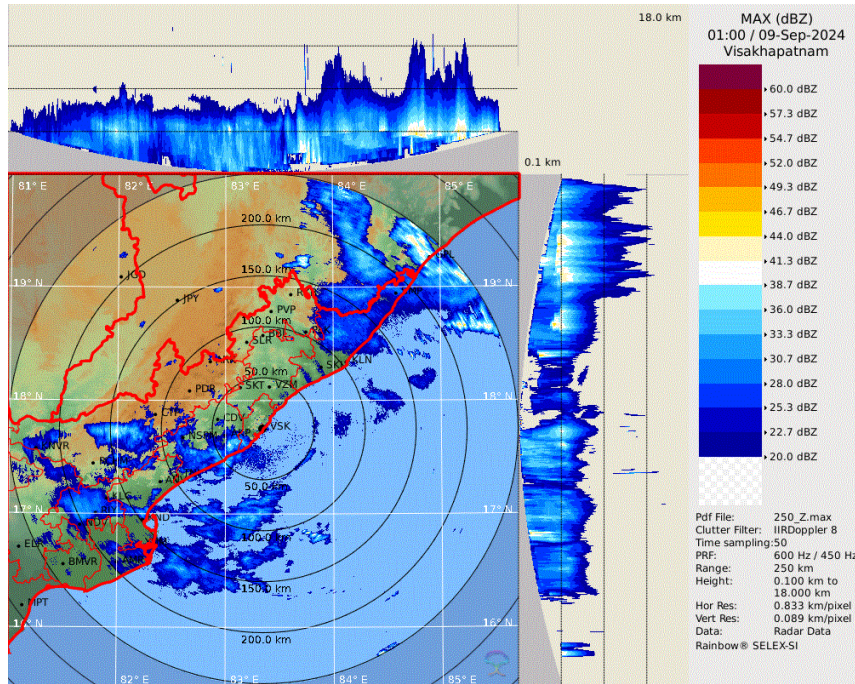 18.0 km
0.1 km
MAX (dBZ)
01:00 / 09-Sep-2024
Visakhapatnam
60.0 dBZ
57.3 dBZ
54.7 dBZ
52.0 dBZ
49.3 dBZ
46.7 dBZ
44.0 dBZ
41.3 dBZ
38.7 dBZ
36.0 dBZ
33.3 dBZ
30.7 dBZ
28.0 dBZ
25.3 dBZ
22.7 dBZ
20.0 dBZ
Pdf File: 250_Z.max
Clutter Filter: IIRDoppler 8
Time sampling:50
PRF: 600 Hz / 450 Hz
Range: 250 km
Height: 0.100 km to
18.000 km
Hor Res: 0.833 km/pixel
Vert Res: 0.089 km/pixel
Data: Radar Data
Rainbow® SELEX-SI
81° E 82° E 83° E 84° E 85° E
200.0 km
19° N 19° N
150.0 km
JPY
PVP
100.0 km
SLR
50.0 km
SKT VZM
KLN
18° N 18° N
PDR
CDV
VSK
50.0 km
17° N 17° N
100.0 km
BMVR
150.0 km
MPT
16° N 16° N
200.0 km
82° E 83° E 84° E 85° E